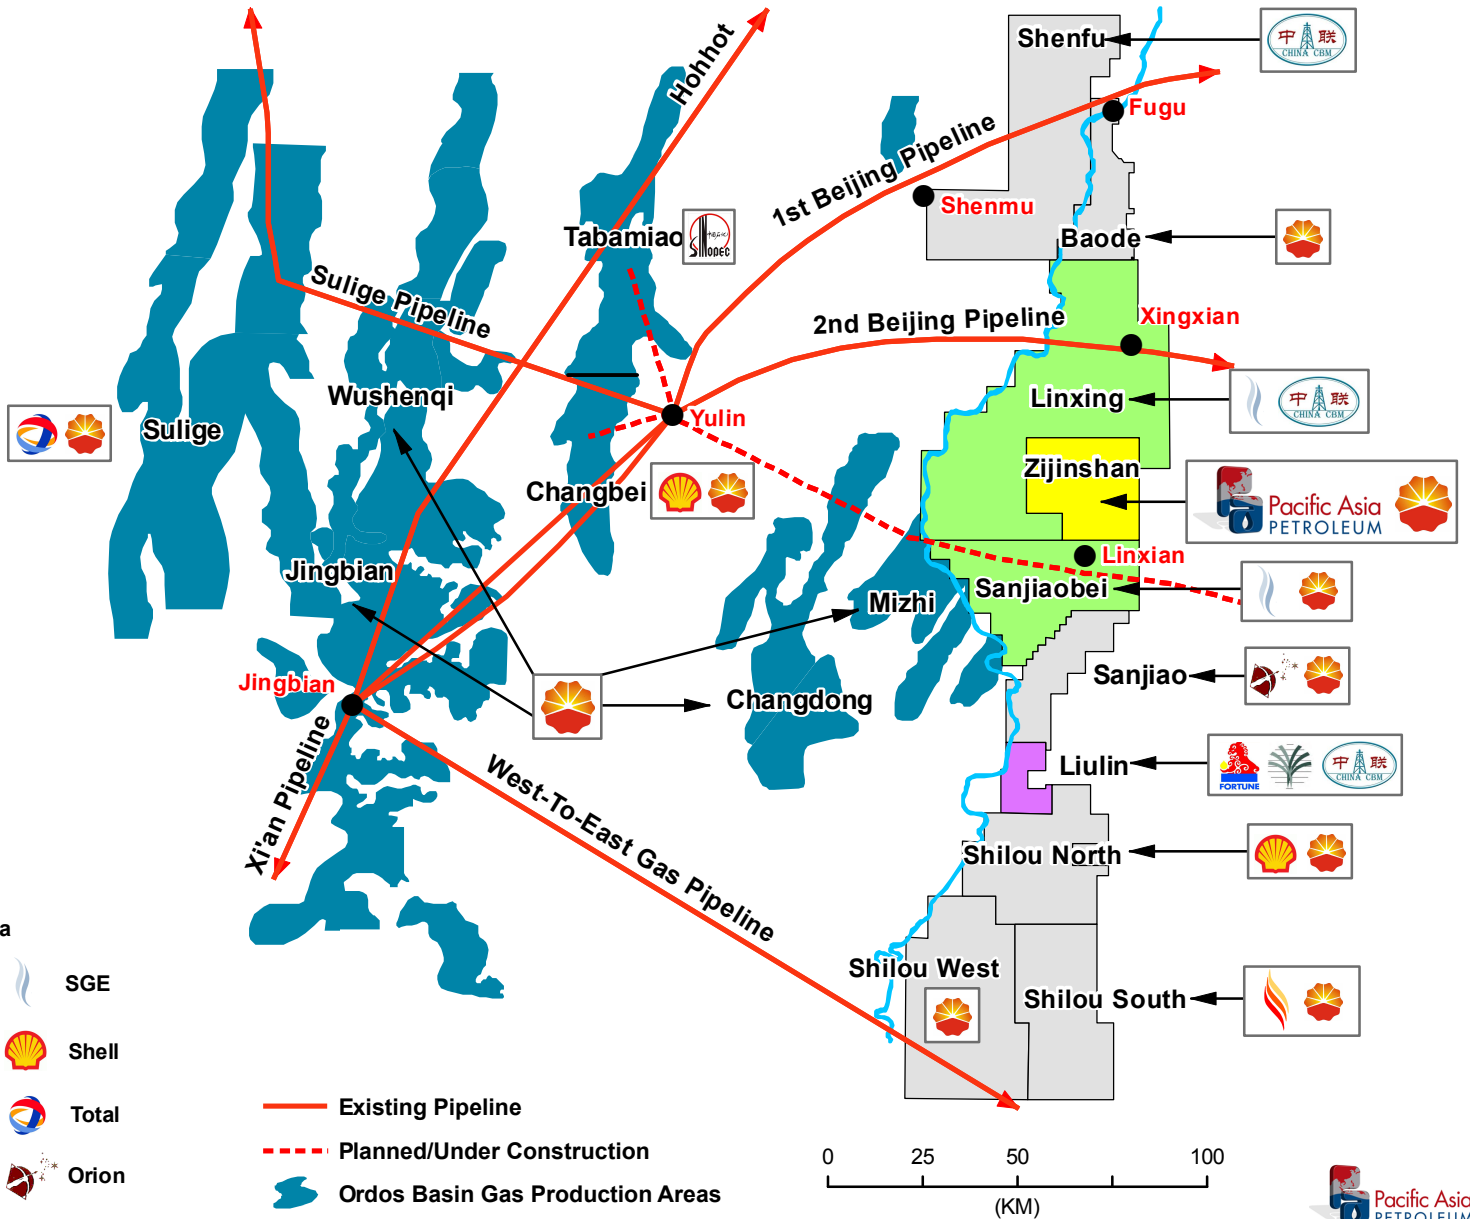 Shenfu
中 联
CHINA CBM
Hohhot
Fugu
1st Beijing Pipeline
Shenmu
Tabamiao
SINOPEC
Baode
Sulige Pipeline
2nd Beijing Pipeline
Xingxian
Wushenqi
Linxing
中 联
CHINA CBM
Sulige
Yulin
Zijinshan
Changbei
Pacific Asia
PETROLEUM
Linxian
Jingbian
Sanjiaobei
Mizhi
Jingbian
Sanjiao
Changdong
Xi'an Pipeline
West-To-East Gas Pipeline
Liulin
FORTUNE
中 联
CHINA CBM
Shilou North
a
Shilou West
SGE
Shilou South
Shell
Total
Existing Pipeline
Planned/Under Construction
Orion
Ordos Basin Gas Production Areas
0 25 50 100
(KM)
Pacific Asia
PETROLEUM